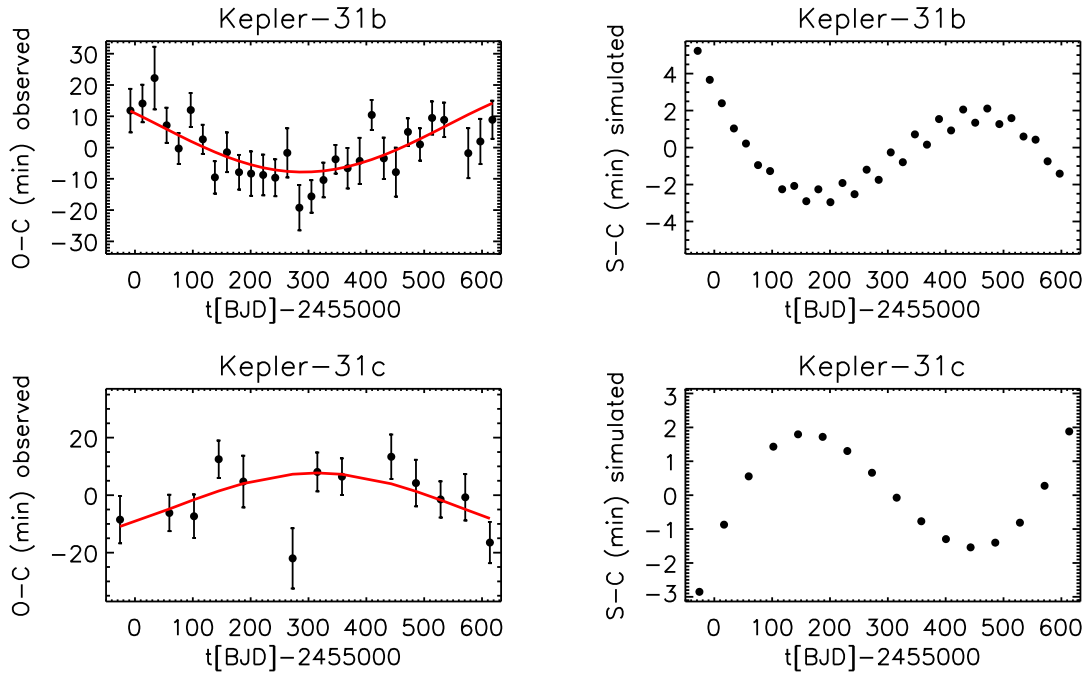 Kepler-31b
O-C (min) observed
30
20
10
0
-10
-20
-30
0 100 200 300 400 500 600
t[BJD]-2455000
Kepler-31b
S-C (min) simulated
4
2
0
-2
-4
0 100 200 300 400 500 600
t[BJD]-2455000
Kepler-31c
O-C (min) observed
20
0
-20
0 100 200 300 400 500 600
t[BJD]-2455000
Kepler-31c
S-C (min) simulated
3
2
1
0
-1
-2
-3
0 100 200 300 400 500 600
t[BJD]-2455000